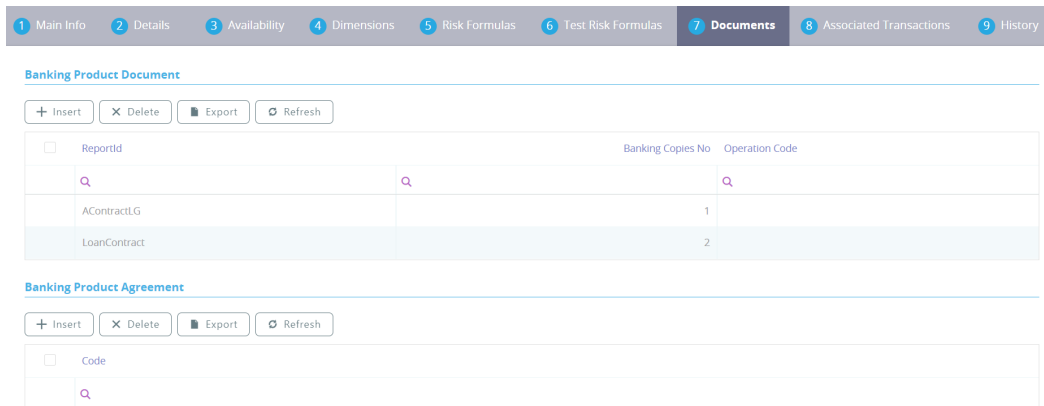 1 Main Info 2 Details 3 Availability 4 Dimensions 5 Risk Formulas 6 Test Risk Formulas 7 Documents 8 Associated Transactions 9 History
Banking Product Document
Insert Delete Export Refresh
ReportId Banking Copies No Operation Code
AContractLG 1
LoanContract 2
Banking Product Agreement
Insert Delete Export Refresh
Code